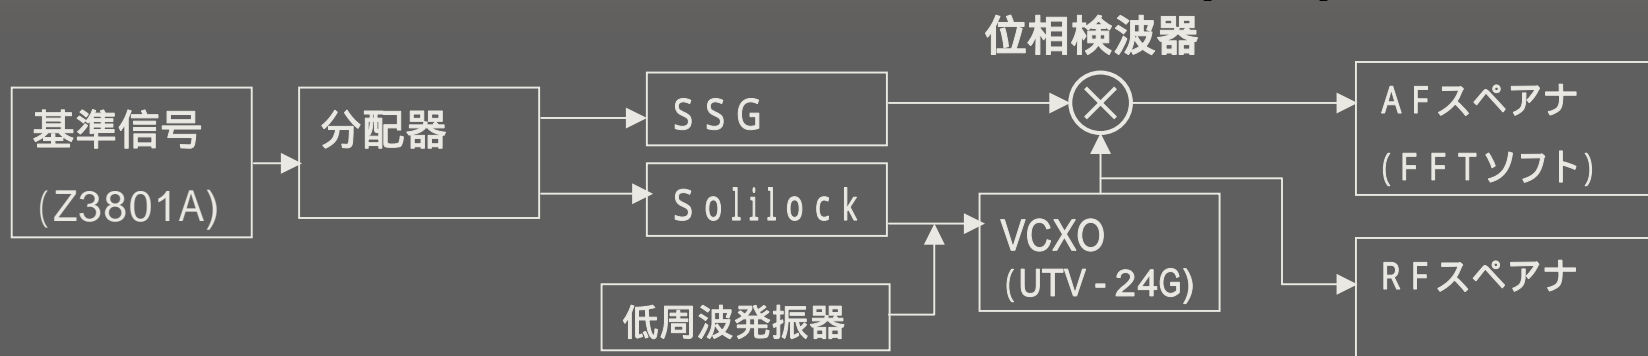 位相検波器
基準信号
(Z3801A)
分配器
SSG
Solilock
低周波発振器
VCXO
(UTV-24G)
AFスペアナ
(FFTソフト)
RFスペアナ